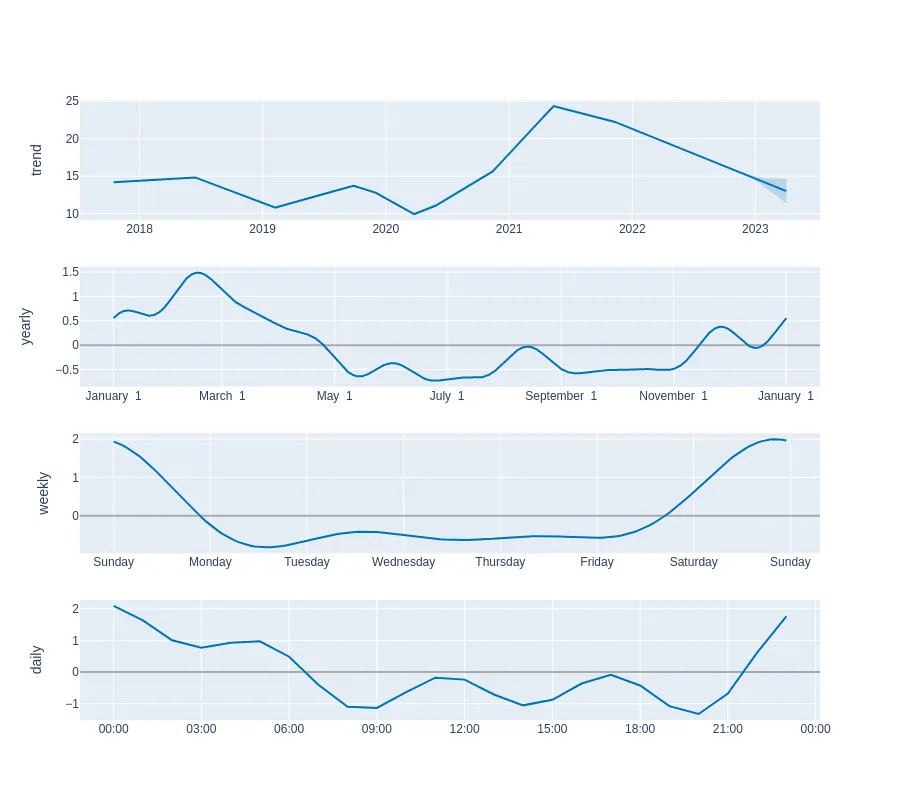 trend
25
20
15
10
2018 2019 2020 2021 2022 2023
yearly
1.5
1
0.5
0
−0.5
January 1 March 1 May 1 July 1 September 1 November 1 January 1
weekly
2
1
0
Sunday Monday Tuesday Wednesday Thursday Friday Saturday Sunday
daily
2
1
0
−1
00:00 03:00 06:00 09:00 12:00 15:00 18:00 21:00 00:00